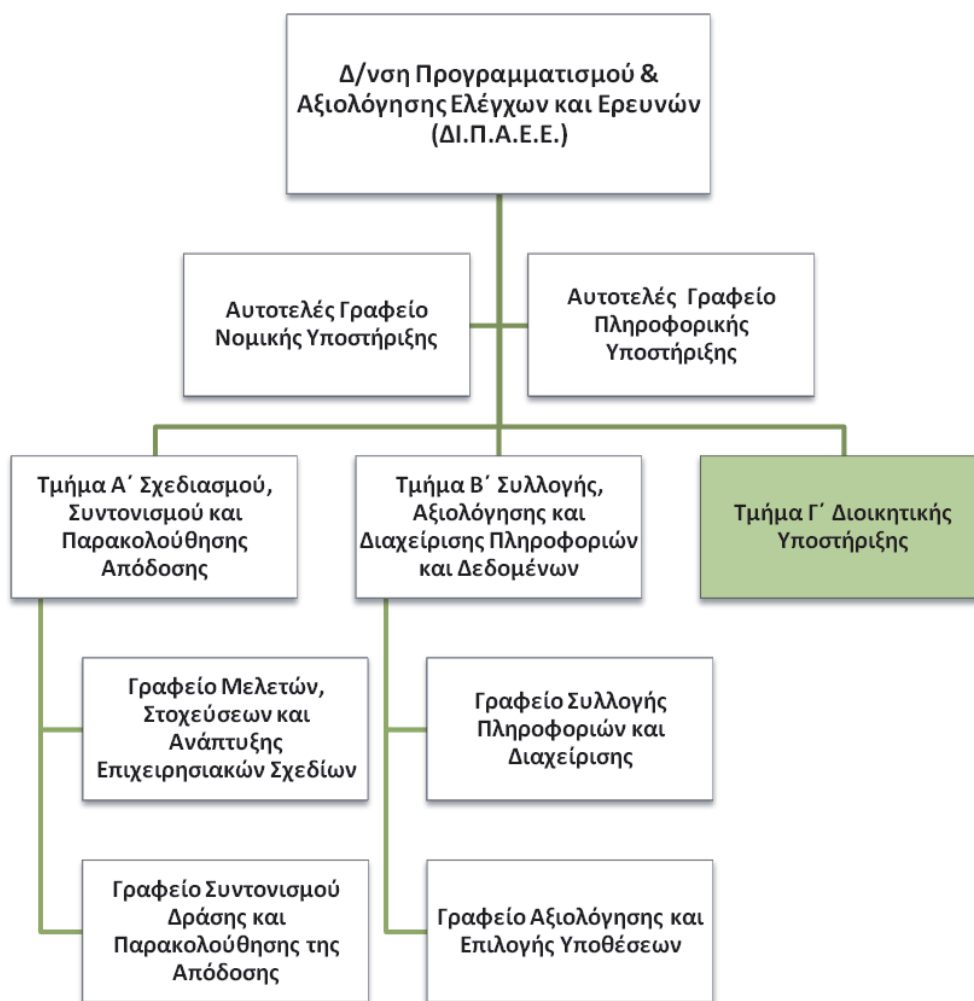 Δ/νση Προγραμματισμού &
Αξιολόγησης Ελέγχων και Ερευνών
(ΔΙ.Π.Α.Ε.Ε.)
Αυτοτελές Γραφείο
Νομικής Υποστήριξης
Αυτοτελές Γραφείο
Πληροφορικής
Υποστήριξης
Τμήμα Α΄ Σχεδιασμού,
Συντονισμού και
Παρακολούθησης
Απόδοσης
Τμήμα Β΄ Συλλογής,
Αξιολόγησης και
Διαχείρισης Πληροφοριών
και Δεδομένων
Τμήμα Γ΄ Διοικητικής
Υποστήριξης
Γραφείο Μελετών,
Στοχεύσεων και
Ανάπτυξης
Επιχειρησιακών Σχεδίων
Γραφείο Συλλογής
Πληροφοριών και
Διαχείρισης
Γραφείο Συντονισμού
Δράσης και
Παρακολούθησης της
Απόδοσης
Γραφείο Αξιολόγησης και
Επιλογής Υποθέσεων